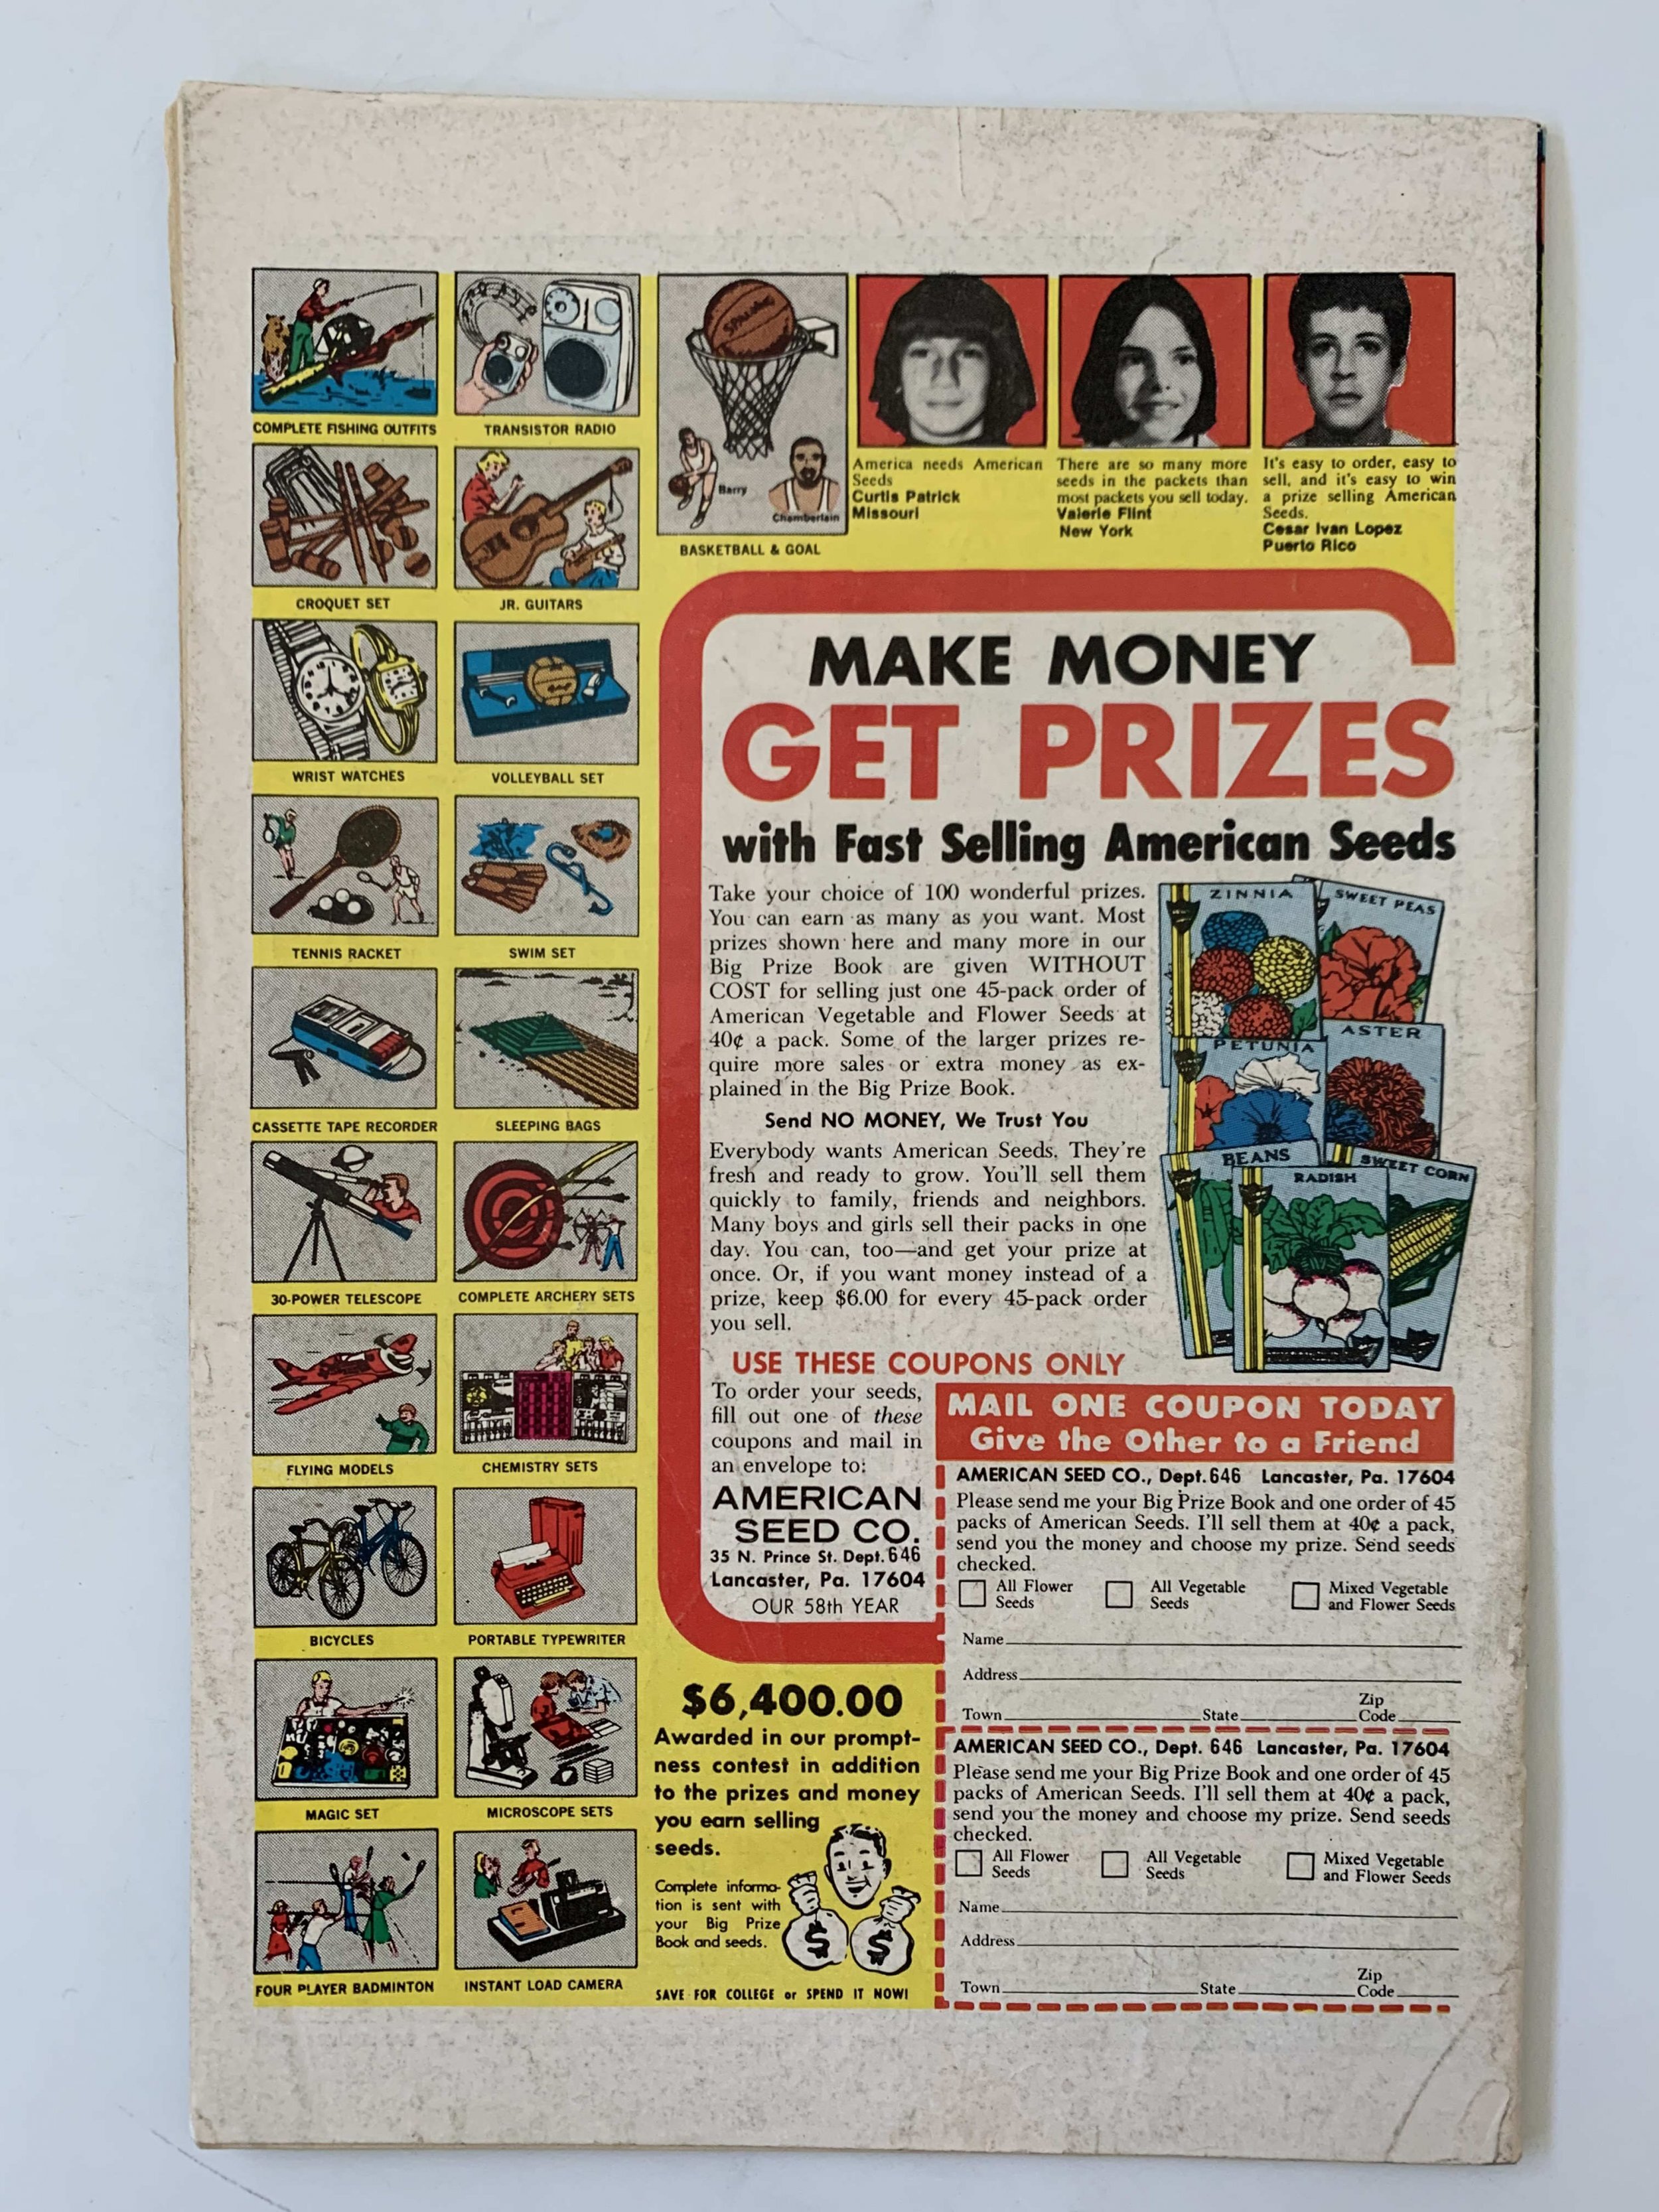 COMPLETE FISHING OUTFITS
TRANSISTOR RADIO
CROQUET SET
JR. GUITARS
WRIST WATCHES
VOLLEYBALL SET
TENNIS RACKET
SWIM SET
CASSETTE TAPE RECORDER
SLEEPING BAGS
30-POWER TELESCOPE
COMPLETE ARCHERY SETS
FLYING MODELS
CHEMISTRY SETS
BICYCLES
PORTABLE TYPEWRITER
MAGIC SET
MICROSCOPE SETS
FOUR PLAYER BADMINTON
INSTANT LOAD CAMERA
SPALDING
Barry
Chamberlain
BASKETBALL & GOAL
America needs American
Seeds
Curtis Patrick
Missouri
There are so many more
seeds in the packets than
most packets you sell today.
Valerie Flint
New York
It's easy to order, easy to
sell, and it's easy to win
a prize selling American
Seeds.
Cesar Ivan Lopez
Puerto Rico
MAKE MONEY
GET PRIZES
with Fast Selling American Seeds
Take your choice of 100 wonderful prizes.
You can earn as many as you want. Most
prizes shown here and many more in our
Big Prize Book are given WITHOUT
COST for selling just one 45-pack order of
American Vegetable and Flower Seeds at
40¢ a pack. Some of the larger prizes re-
quire more sales or extra money as ex-
plained in the Big Prize Book.
Send NO MONEY, We Trust You
Everybody wants American Seeds. They're
fresh and ready to grow. You'll sell them
quickly to family, friends and neighbors.
Many boys and girls sell their packs in one
day. You can, too—and get your prize at
once. Or, if you want money instead of a
prize, keep $6.00 for every 45-pack order
you sell.
ZINNIA
SWEET PEAS
PETUNIA
ASTER
BEANS
RADISH
SWEET CORN
USE THESE COUPONS ONLY
To order your seeds,
fill out one of these
coupons and mail in
an envelope to:
AMERICAN
SEED CO.
35 N. Prince St. Dept. 646
Lancaster, Pa. 17604
OUR 58th YEAR
$6,400.00
Awarded in our prompt-
ness contest in addition
to the prizes and money
you earn selling
seeds.
Complete informa-
tion is sent with
your Big Prize
Book and seeds.
$ $
SAVE FOR COLLEGE or SPEND IT NOW!
MAIL ONE COUPON TODAY
Give the Other to a Friend
AMERICAN SEED CO., Dept. 646 Lancaster, Pa. 17604
Please send me your Big Prize Book and one order of 45
packs of American Seeds. I'll sell them at 40¢ a pack,
send you the money and choose my prize. Send seeds
checked.
All Flower Seeds
All Vegetable Seeds
Mixed Vegetable and Flower Seeds
Name
Address
Town State Zip Code
AMERICAN SEED CO., Dept. 646 Lancaster, Pa. 17604
Please send me your Big Prize Book and one order of 45
packs of American Seeds. I'll sell them at 40¢ a pack,
send you the money and choose my prize. Send seeds
checked.
All Flower Seeds
All Vegetable Seeds
Mixed Vegetable and Flower Seeds
Name
Address
Town State Zip Code